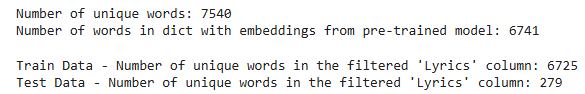 Number of unique words: 7540
Number of words in dict with embeddings from pre-trained model: 6741
Train Data - Number of unique words in the filtered 'Lyrics' column: 6725
Test Data - Number of unique words in the filtered 'Lyrics' column: 279